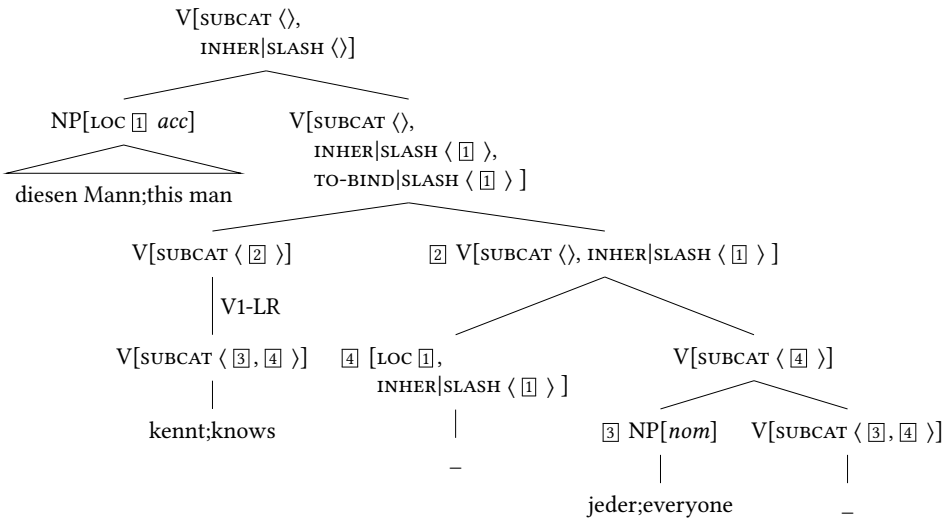 V[SUBCAT ⟨⟩,
INHER|SLASH ⟨⟩]
NP[LOC 1 acc]
V[SUBCAT ⟨⟩,
INHER|SLASH ⟨ 1 ⟩,
TO-BIND|SLASH ⟨ 1 ⟩ ]
diesen Mann;this man
V[SUBCAT ⟨ 2 ⟩]
2 V[SUBCAT ⟨⟩, INHER|SLASH ⟨ 1 ⟩ ]
V1-LR
V[SUBCAT ⟨ 3 , 4 ⟩]
4 [LOC 1 ,
INHER|SLASH ⟨ 1 ⟩ ]
V[SUBCAT ⟨ 4 ⟩]
kennt;knows
3 NP[nom]
V[SUBCAT ⟨ 3 , 4 ⟩]
_
jeder;everyone
_